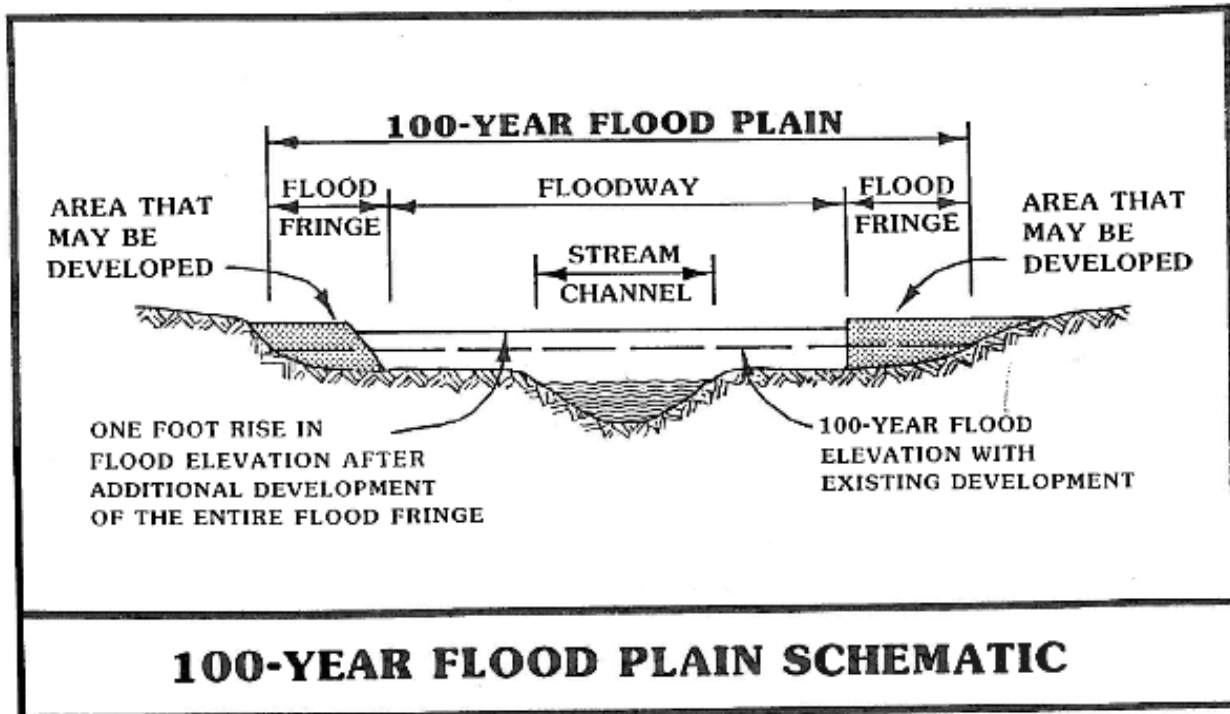 100-YEAR FLOOD PLAIN
FLOOD
FRINGE
FLOODWAY
FLOOD
FRINGE
AREA THAT
MAY BE
DEVELOPED
STREAM
CHANNEL
AREA THAT
MAY BE
DEVELOPED
ONE FOOT RISE IN
FLOOD ELEVATION AFTER
ADDITIONAL DEVELOPMENT
OF THE ENTIRE FLOOD FRINGE
100-YEAR FLOOD
ELEVATION WITH
EXISTING DEVELOPMENT
100-YEAR FLOOD PLAIN SCHEMATIC